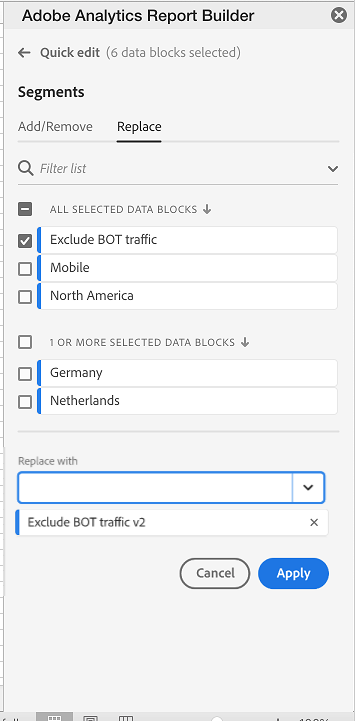 Adobe Analytics Report Builder
Quick edit (6 data blocks selected)
Segments
Add/Remove Replace
Filter list
ALL SELECTED DATA BLOCKS
Exclude BOT traffic
Mobile
North America
1 OR MORE SELECTED DATA BLOCKS
Germany
Netherlands
Replace with
Exclude BOT traffic v2
Cancel Apply